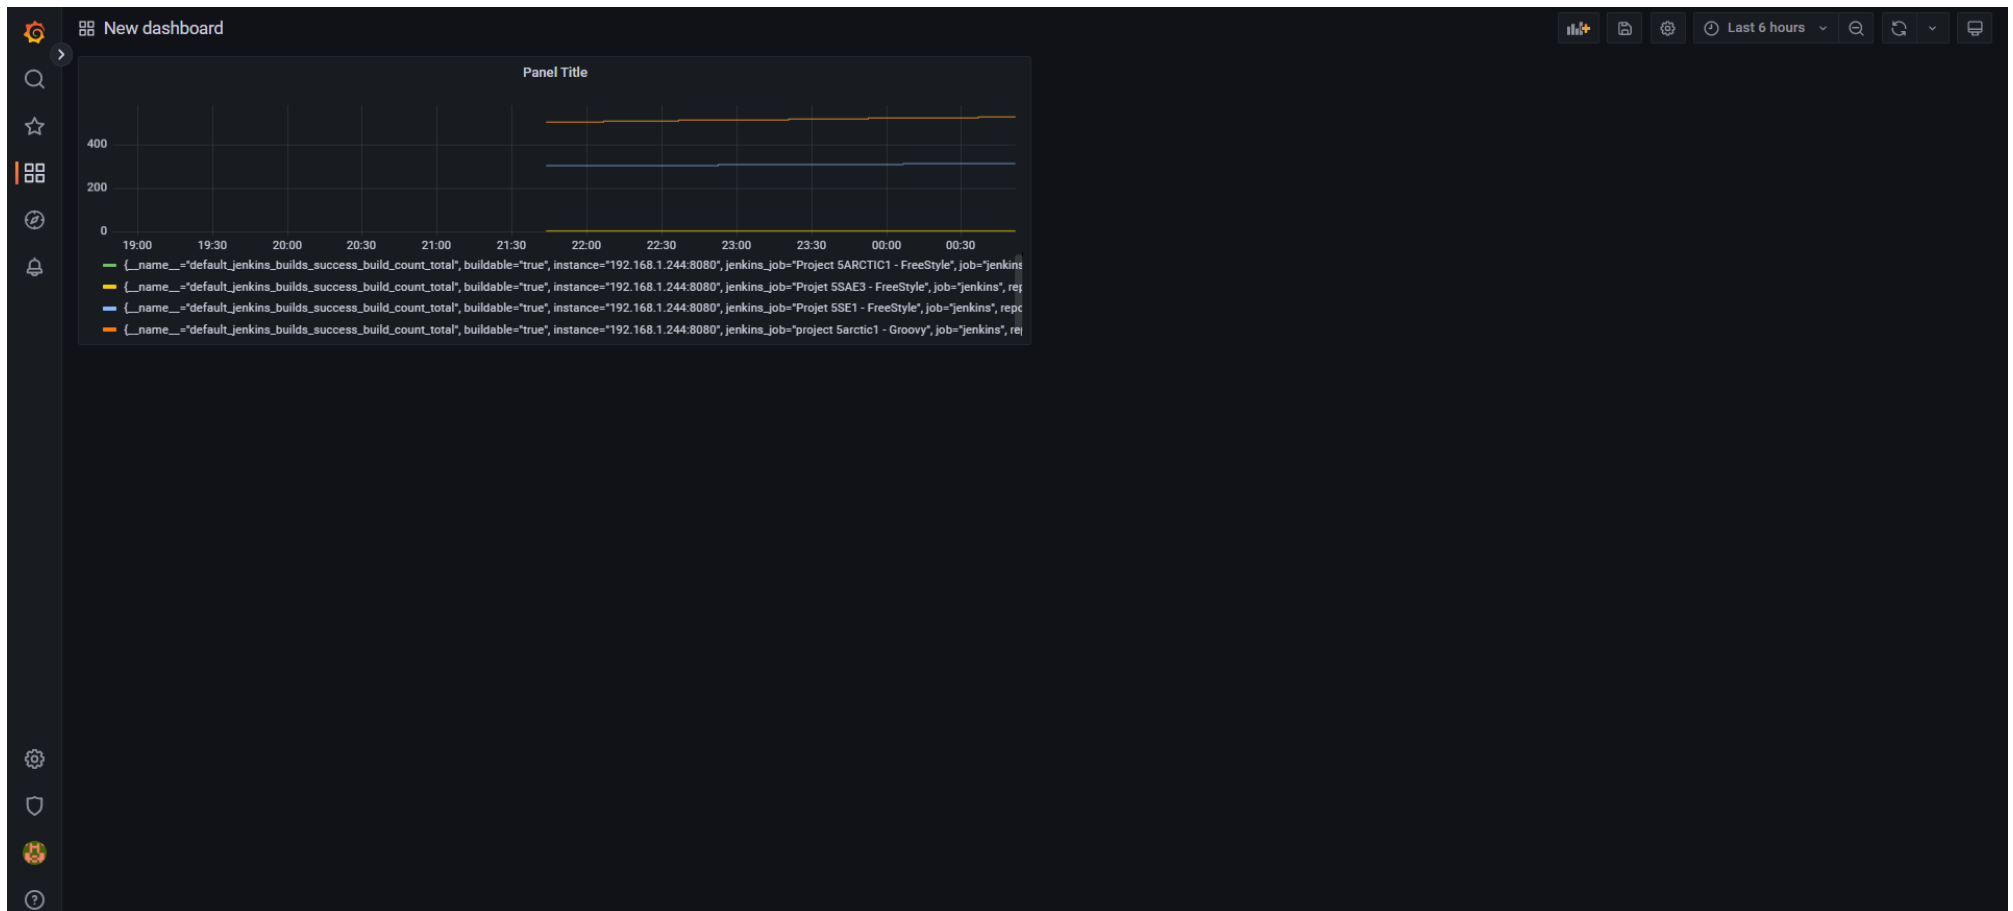 New dashboard
Last 6 hours
Panel Title
400
200
0
19:00 19:30 20:00 20:30 21:00 21:30 22:00 22:30 23:00 23:30 00:00 00:30
{__name__="default_jenkins_builds_success_build_count_total", buildable="true", instance="192.168.1.244:8080", jenkins_job="Project 5ARCTIC1 - FreeStyle", job="jenkins
{__name__="default_jenkins_builds_success_build_count_total", buildable="true", instance="192.168.1.244:8080", jenkins_job="Projet 5SAE3 - FreeStyle", job="jenkins", rep
{__name__="default_jenkins_builds_success_build_count_total", buildable="true", instance="192.168.1.244:8080", jenkins_job="Projet 5SE1 - FreeStyle", job="jenkins", repo
{__name__="default_jenkins_builds_success_build_count_total", buildable="true", instance="192.168.1.244:8080", jenkins_job="project 5arctic1 - Groovy", job="jenkins", re